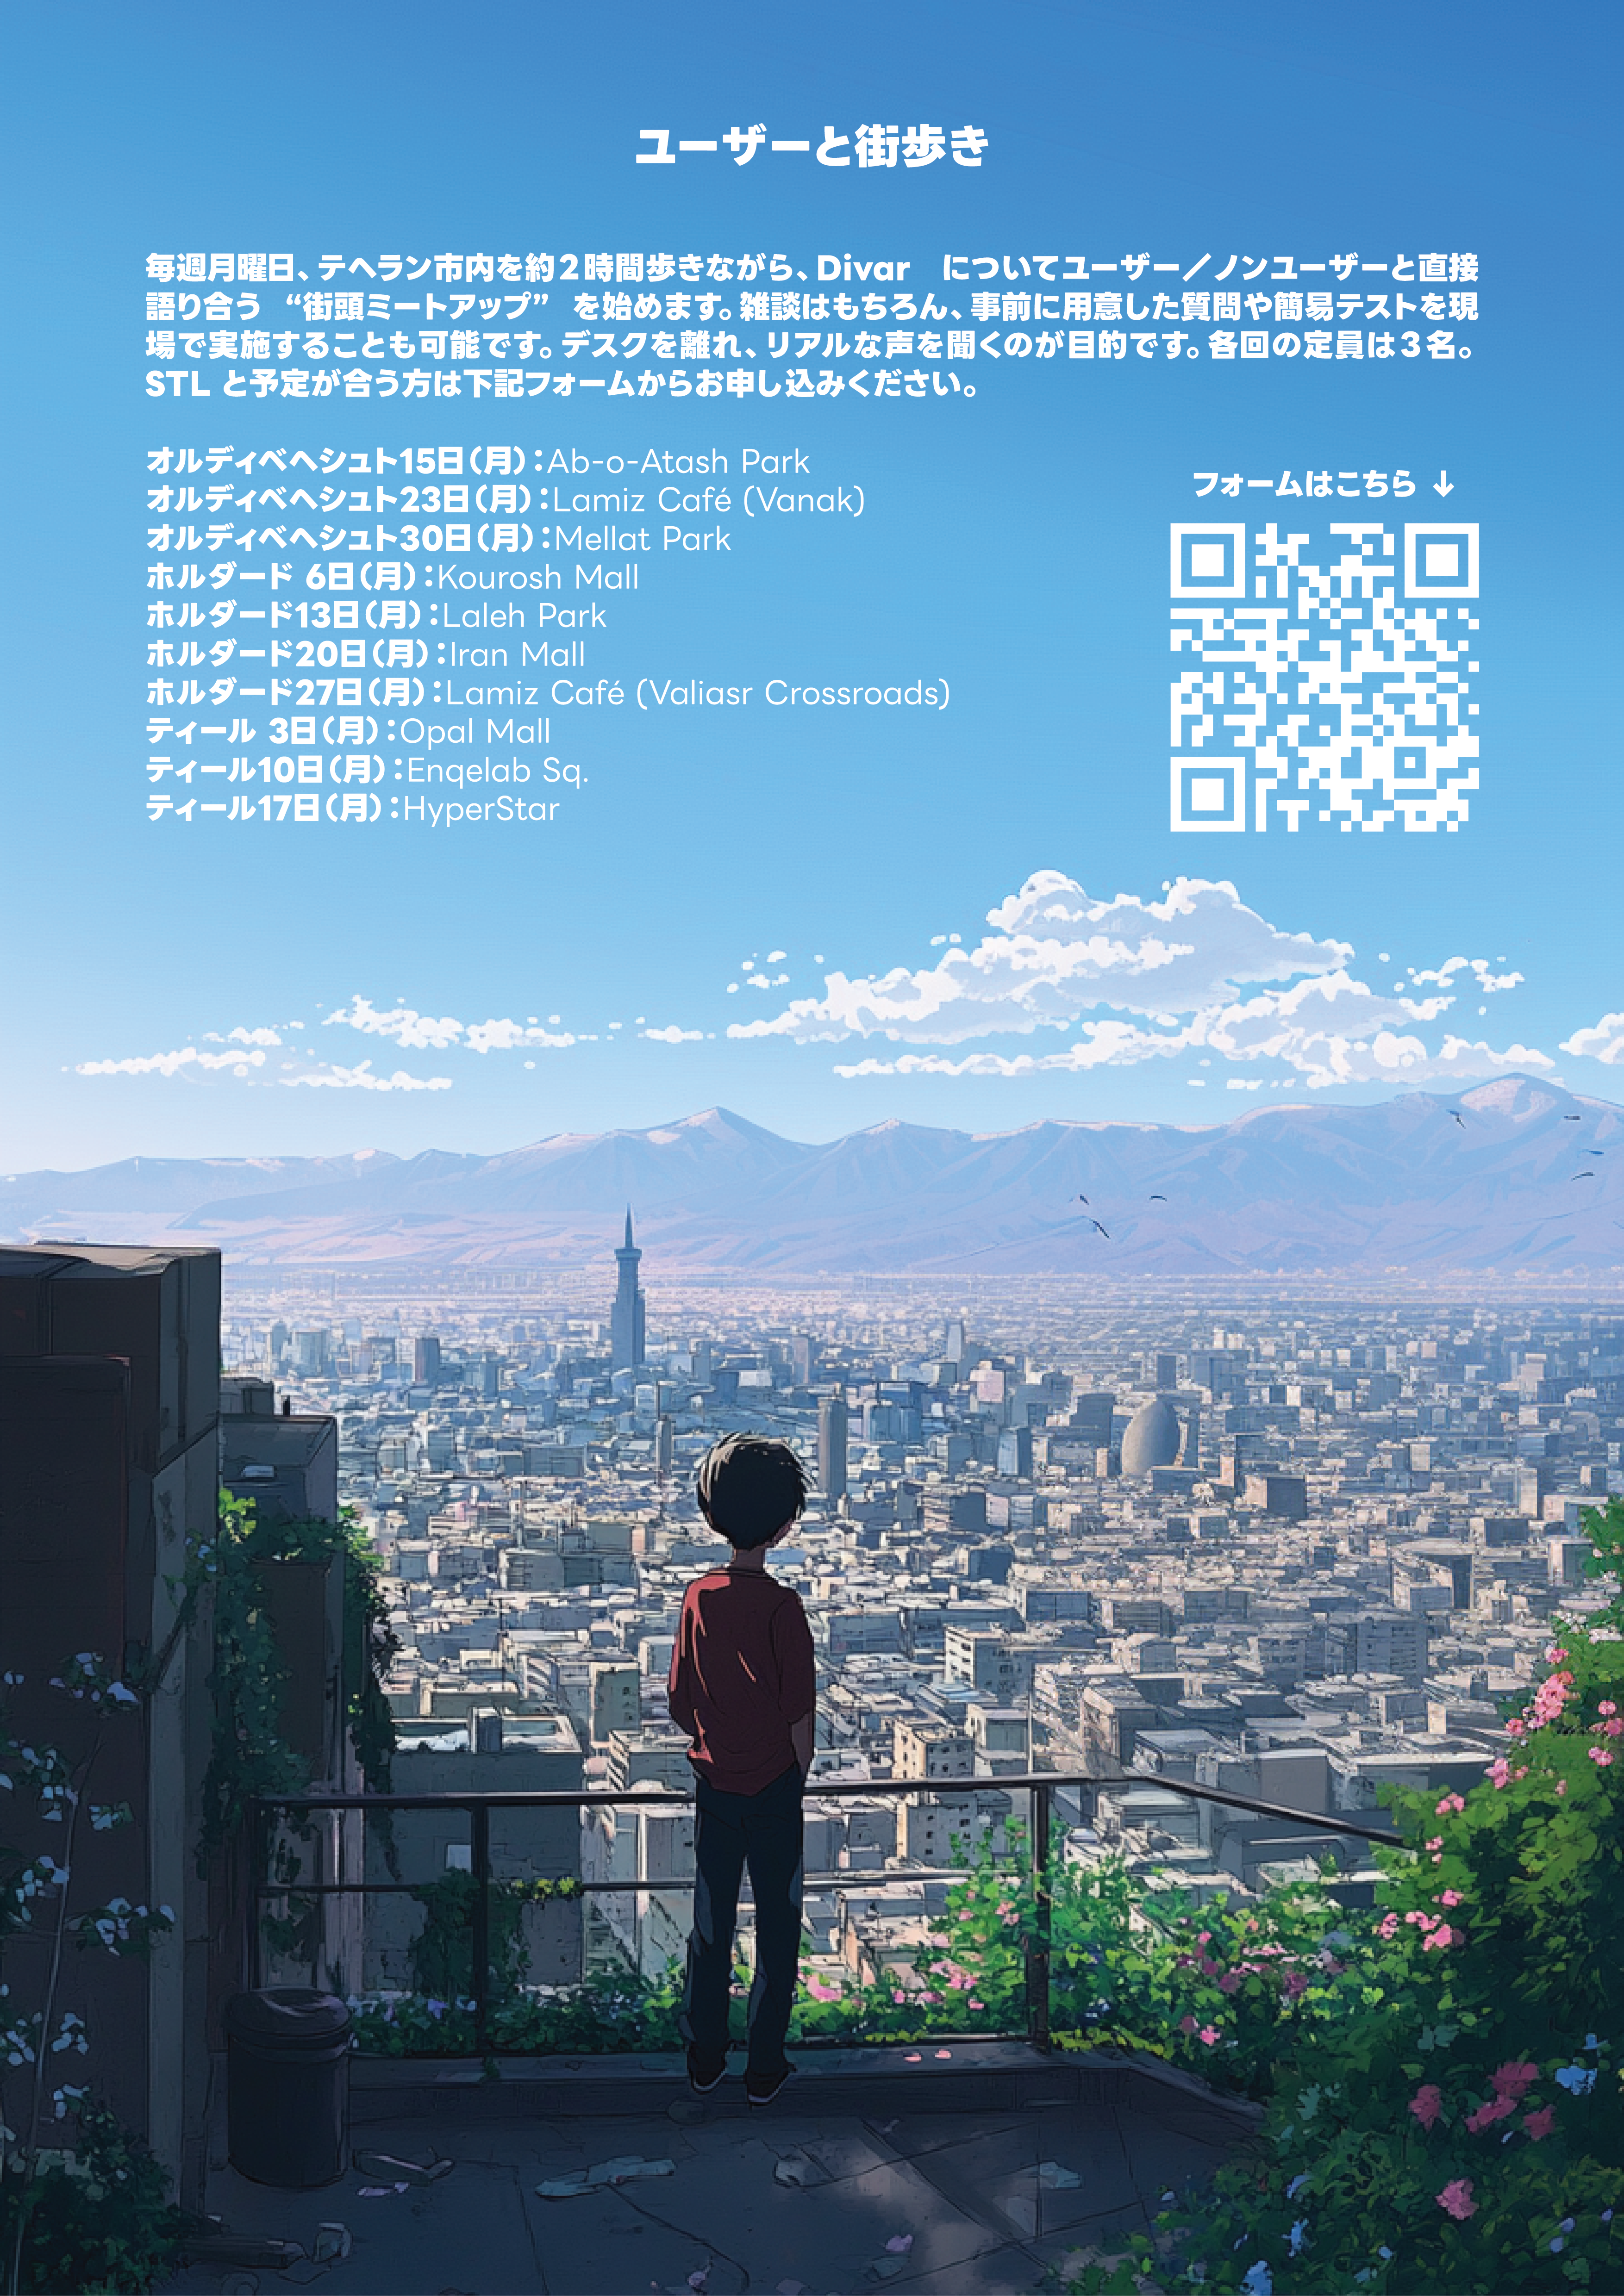 ユーザーと街歩き
毎週月曜日、テヘラン市内を約2時間歩きながら、Divar についてユーザー／ノンユーザーと直接
語り合う “街頭ミートアップ” を始めます。雑談はもちろん、事前に用意した質問や簡易テストを現
場で実施することも可能です。デスクを離れ、リアルな声を聞くのが目的です。各回の定員は3名。
STL と予定が合う方は下記フォームからお申し込みください。
オルディベヘシュト15日(月)：Ab-o-Atash Park
オルディベヘシュト23日(月)：Lamiz Café (Vanak)
オルディベヘシュト30日(月)：Mellat Park
ホルダード 6日(月)：Kourosh Mall
ホルダード13日(月)：Laleh Park
ホルダード20日(月)：Iran Mall
ホルダード27日(月)：Lamiz Café (Valiasr Crossroads)
ティール 3日(月)：Opal Mall
ティール10日(月)：Enqelab Sq.
ティール17日(月)：HyperStar
フォームはこちら ↓